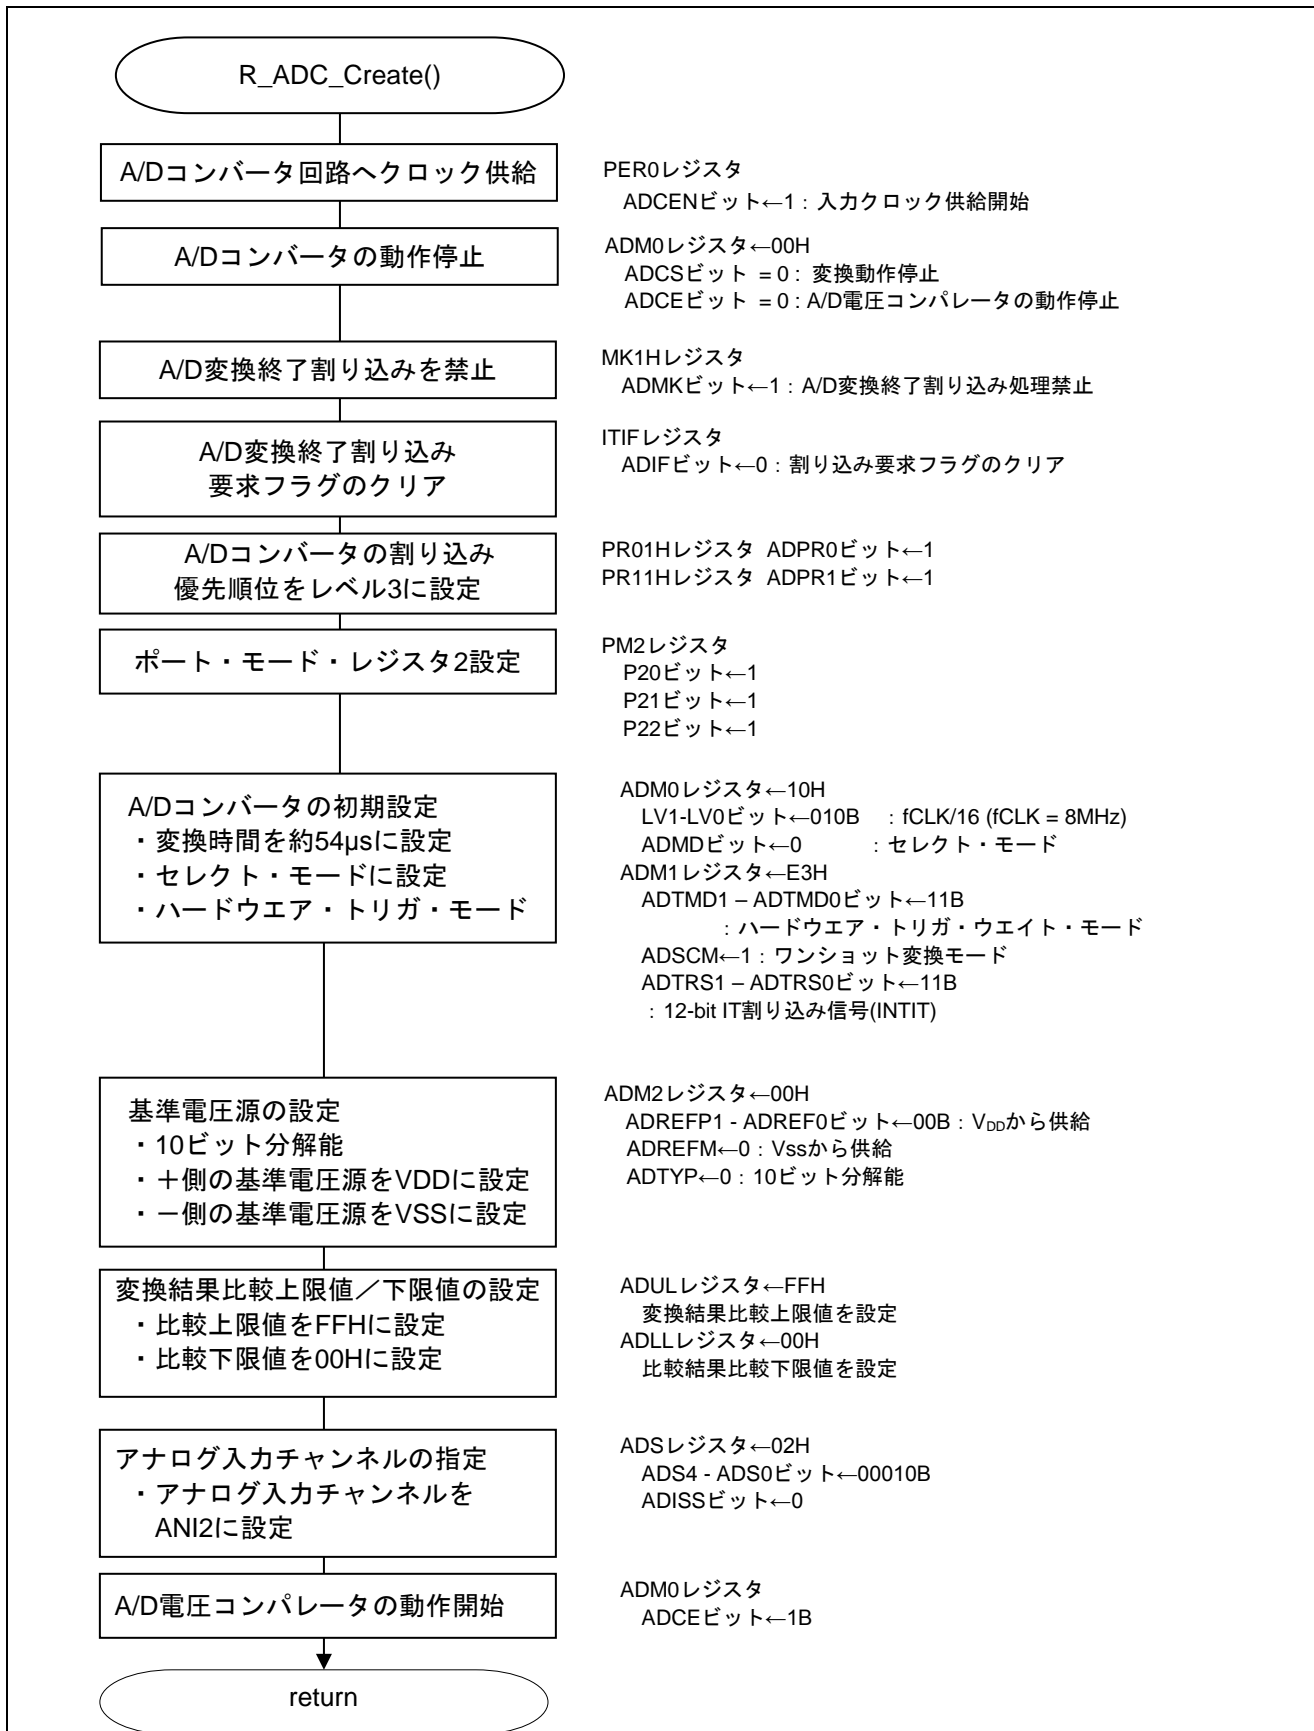 R_ADC_Create()
A/Dコンバータ回路へクロック供給
PER0レジスタ
ADCENビット←1：入力クロック供給開始
A/Dコンバータの動作停止
ADM0レジスタ←00H
ADCSビット = 0 : 変換動作停止
ADCEビット = 0 : A/D電圧コンパレータの動作停止
A/D変換終了割り込みを禁止
MK1Hレジスタ
ADMKビット←1：A/D変換終了割り込み処理禁止
A/D変換終了割り込み
要求フラグのクリア
ITIFレジスタ
ADIFビット←0：割り込み要求フラグのクリア
A/Dコンバータの割り込み
優先順位をレベル3に設定
PR01Hレジスタ ADPR0ビット←1
PR11Hレジスタ ADPR1ビット←1
ポート・モード・レジスタ2設定
PM2レジスタ
P20ビット←1
P21ビット←1
P22ビット←1
A/Dコンバータの初期設定
・変換時間を約54µsに設定
・セレクト・モードに設定
・ハードウエア・トリガ・モード
ADM0レジスタ←10H
LV1-LV0ビット←010B ：fCLK/16 (fCLK = 8MHz)
ADMDビット←0 ：セレクト・モード
ADM1レジスタ←E3H
ADTMD1 – ADTMD0ビット←11B
：ハードウエア・トリガ・ウエイト・モード
ADSCM←1：ワンショット変換モード
ADTRS1 – ADTRS0ビット←11B
：12-bit IT割り込み信号(INTIT)
基準電圧源の設定
・10ビット分解能
・＋側の基準電圧源をVDDに設定
・－側の基準電圧源をVSSに設定
ADM2レジスタ←00H
ADREFP1 - ADREF0ビット←00B：VDDから供給
ADREFM←0：Vssから供給
ADTYP←0：10ビット分解能
変換結果比較上限値／下限値の設定
・比較上限値をFFHに設定
・比較下限値を00Hに設定
ADULレジスタ←FFH
変換結果比較上限値を設定
ADLLレジスタ←00H
比較結果比較下限値を設定
アナログ入力チャンネルの指定
・アナログ入力チャンネルを
ANI2に設定
ADSレジスタ←02H
ADS4 - ADS0ビット←00010B
ADISSビット←0
A/D電圧コンパレータの動作開始
ADM0レジスタ
ADCEビット←1B
return